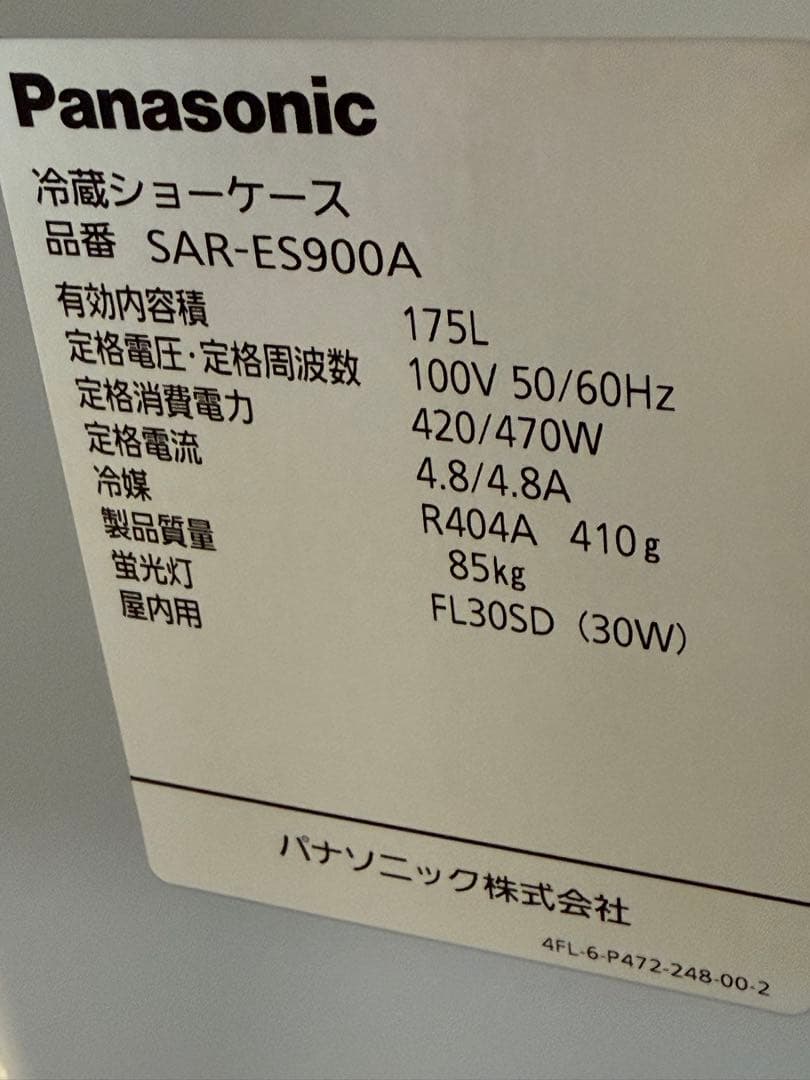 Panasonic
冷蔵ショーケース
品番 SAR-ES900A
有効内容積 175L
定格電圧・定格周波数 100V 50/60Hz
定格消費電力 420/470W
定格電流 4.8/4.8A
冷媒 R404A 410g
製品質量 85kg
蛍光灯 FL30SD（30W）
屋内用
パナソニック株式会社
4FL-6-P472-248-00-2